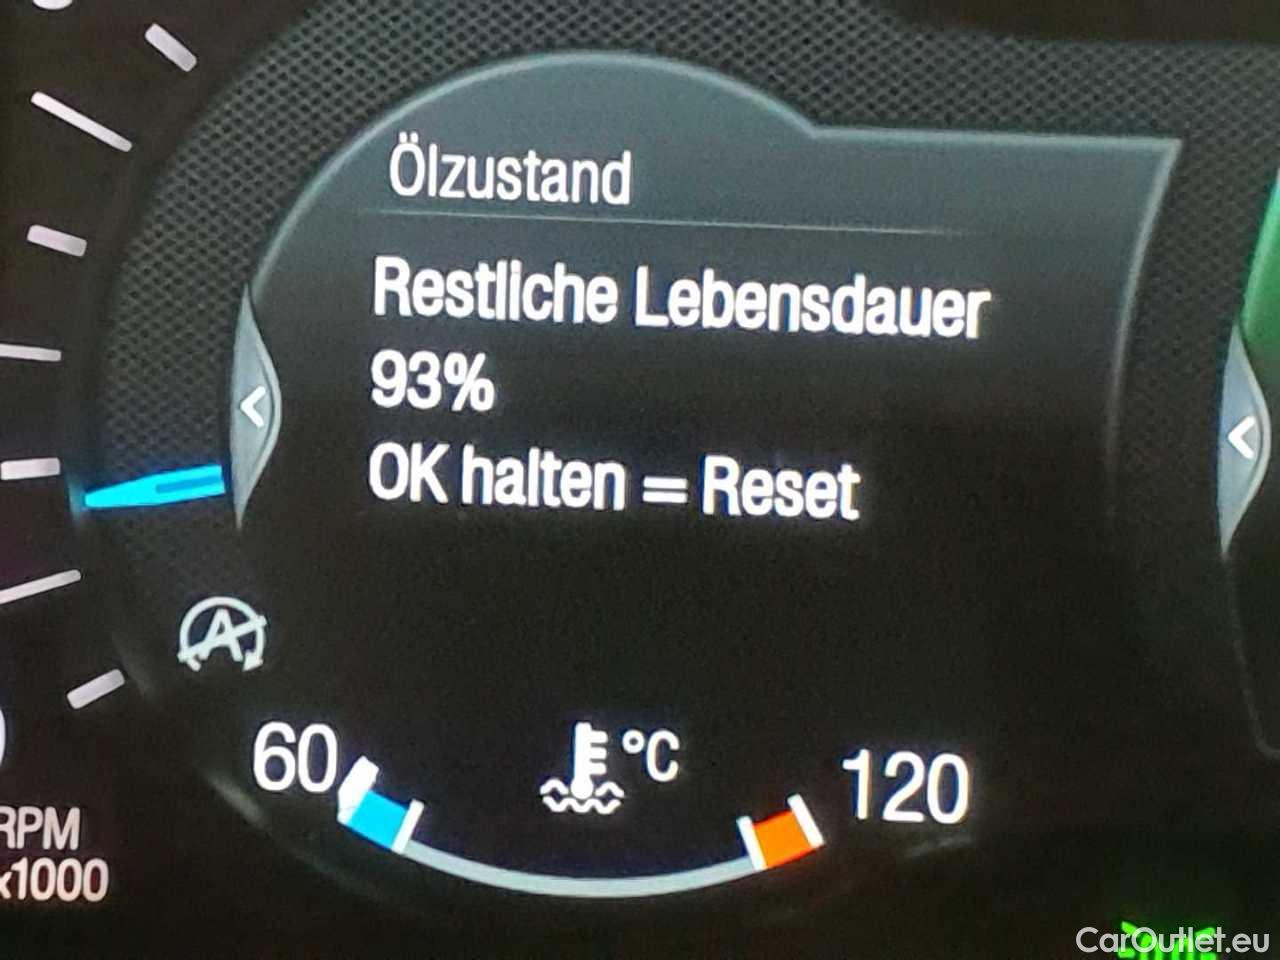 Ölzustand
Restliche Lebensdauer
93%
OK halten = Reset
A
60
°C
120
RPM
x1000
CarOutlet.eu